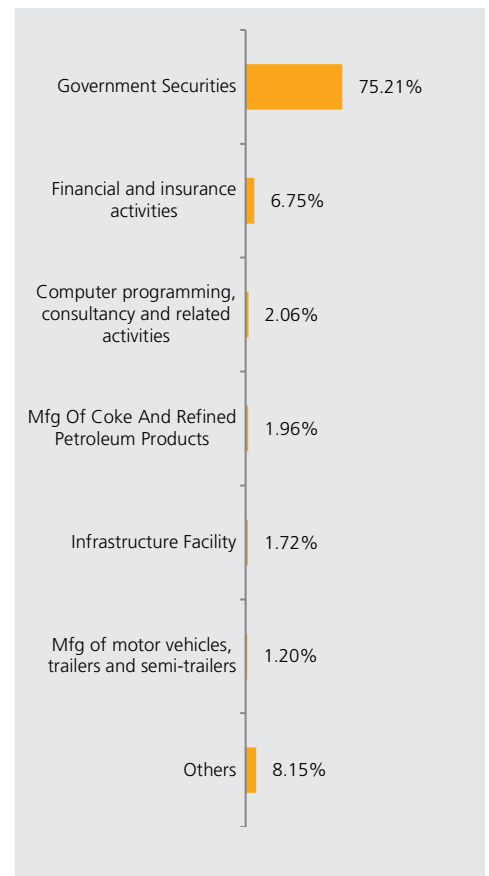 Government Securities 75.21%
Financial and insurance
activities 6.75%
Computer programming,
consultancy and related
activities 2.06%
Mfg Of Coke And Refined
Petroleum Products 1.96%
Infrastructure Facility 1.72%
Mfg of motor vehicles,
trailers and semi-trailers 1.20%
Others 8.15%